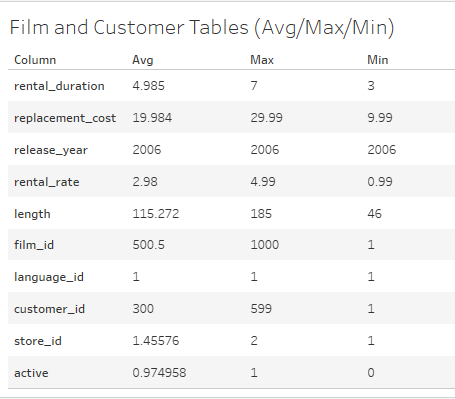 Film and Customer Tables (Avg/Max/Min)
Column Avg Max Min
rental_duration 4.985 7 3
replacement_cost 19.984 29.99 9.99
release_year 2006 2006 2006
rental_rate 2.98 4.99 0.99
length 115.272 185 46
film_id 500.5 1000 1
language_id 1 1 1
customer_id 300 599 1
store_id 1.45576 2 1
active 0.974958 1 0